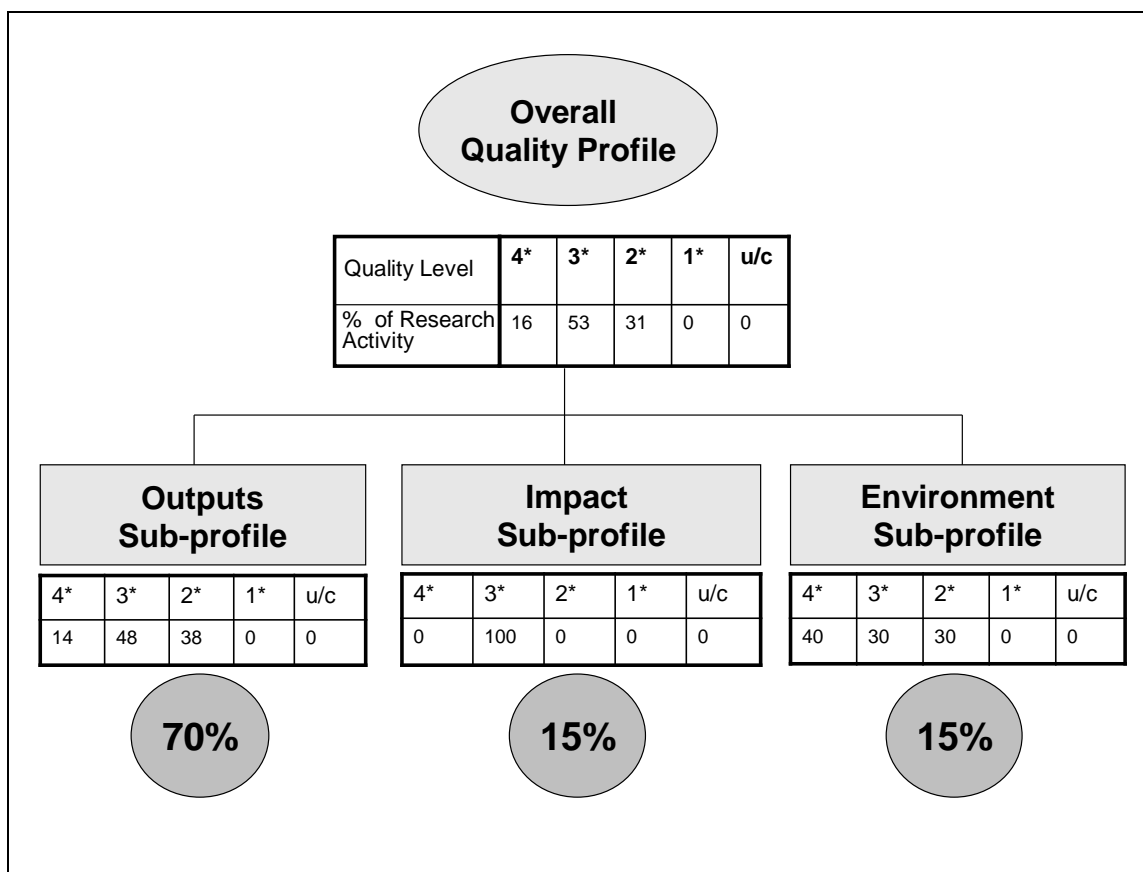 Overall
Quality Profile
Quality Level 4* 3* 2* 1* u/c
% of Research
Activity 16 53 31 0 0
Outputs
Sub-profile
4* 3* 2* 1* u/c
14 48 38 0 0
70%
Impact
Sub-profile
4* 3* 2* 1* u/c
0 100 0 0 0
15%
Environment
Sub-profile
4* 3* 2* 1* u/c
40 30 30 0 0
15%